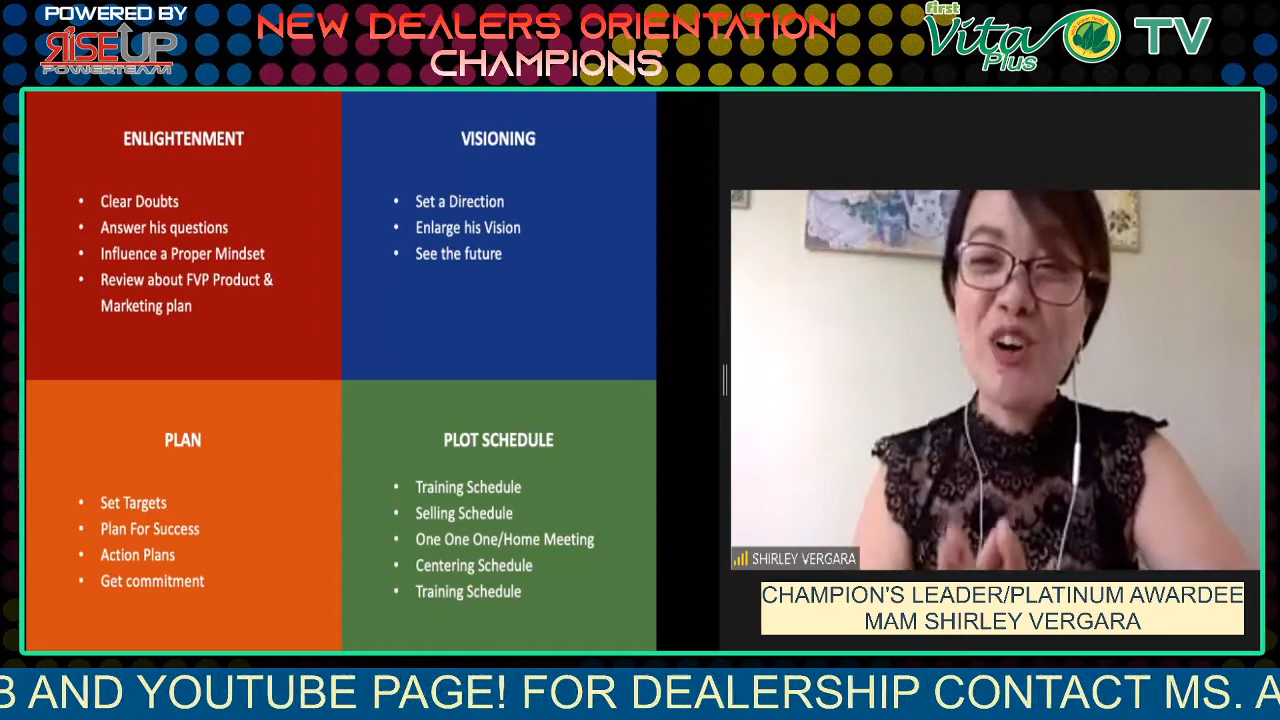 POWERED BY
RISEUP
POWERTEAM
NEW DEALERS ORIENTATION
CHAMPIONS
first
Vita
Plus
TV
ENLIGHTENMENT
• Clear Doubts
• Answer his questions
• Influence a Proper Mindset
• Review about FVP Product &
Marketing plan
VISIONING
• Set a Direction
• Enlarge his Vision
• See the future
PLAN
• Set Targets
• Plan For Success
• Action Plans
• Get commitment
PLOT SCHEDULE
• Training Schedule
• Selling Schedule
• One One One/Home Meeting
• Centering Schedule
• Training Schedule
SHIRLEY VERGARA
CHAMPION'S LEADER/PLATINUM AWARDEE
MAM SHIRLEY VERGARA
B AND YOUTUBE PAGE! FOR DEALERSHIP CONTACT MS. A